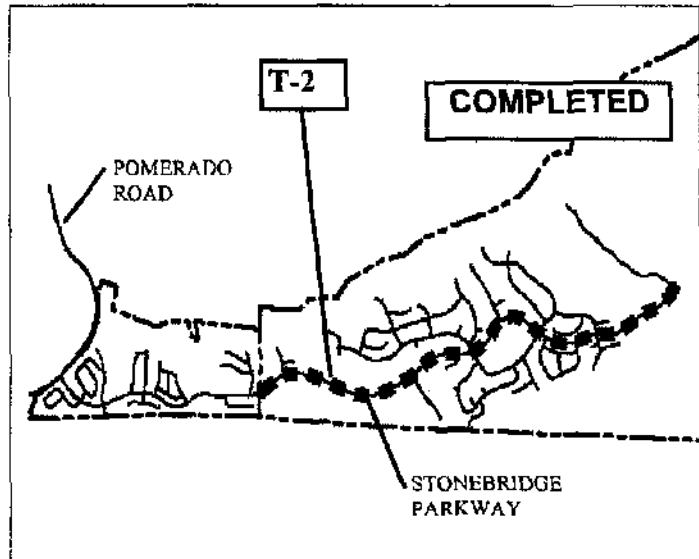 T-2
COMPLETED
POMERADO
ROAD
STONEBRIDGE
PARKWAY